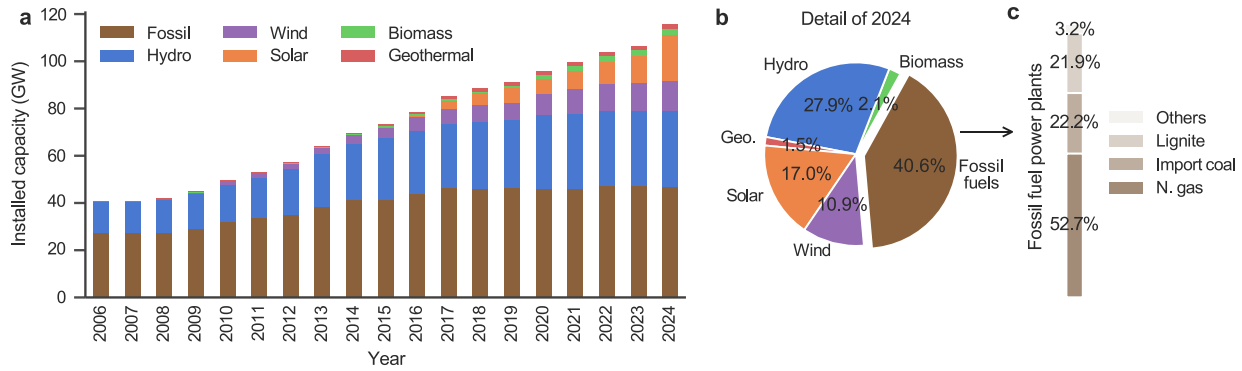 a
120
100
80
60
40
20
0
Installed capacity (GW)
Fossil
Hydro
Wind
Solar
Biomass
Geothermal
2006
2007
2008
2009
2010
2011
2012
2013
2014
2015
2016
2017
2018
2019
2020
2021
2022
2023
2024
Year
b
Detail of 2024
Hydro
Biomass
27.9%
2.1%
Geo.
1.5%
40.6%
Fossil
fuels
Solar
17.0%
10.9%
Wind
c
Fossil fuel power plants
3.2%
21.9%
22.2%
52.7%
Others
Lignite
Import coal
N. gas